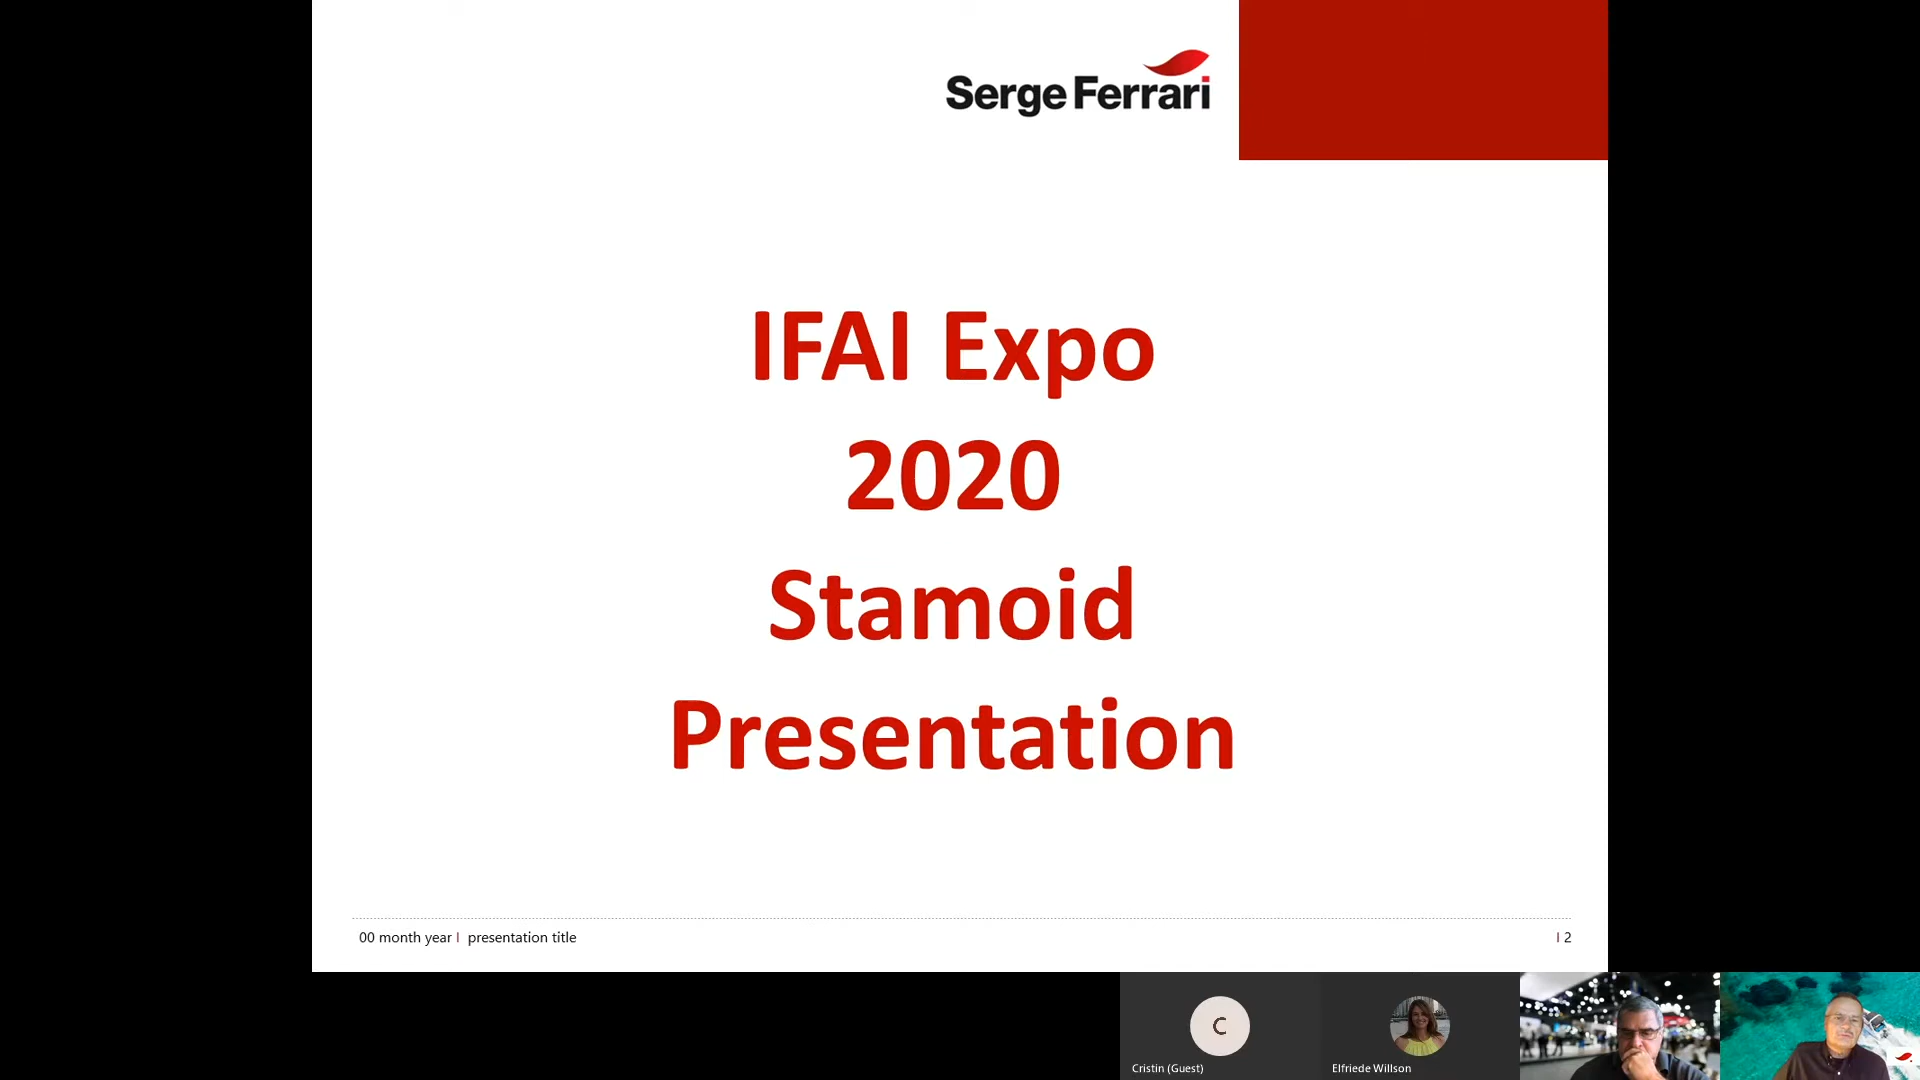 Serge Ferrari
IFAI Expo
2020
Stamoid
Presentation
00 month year I presentation title
I 2
C
Cristin (Guest)
Elfriede Willson